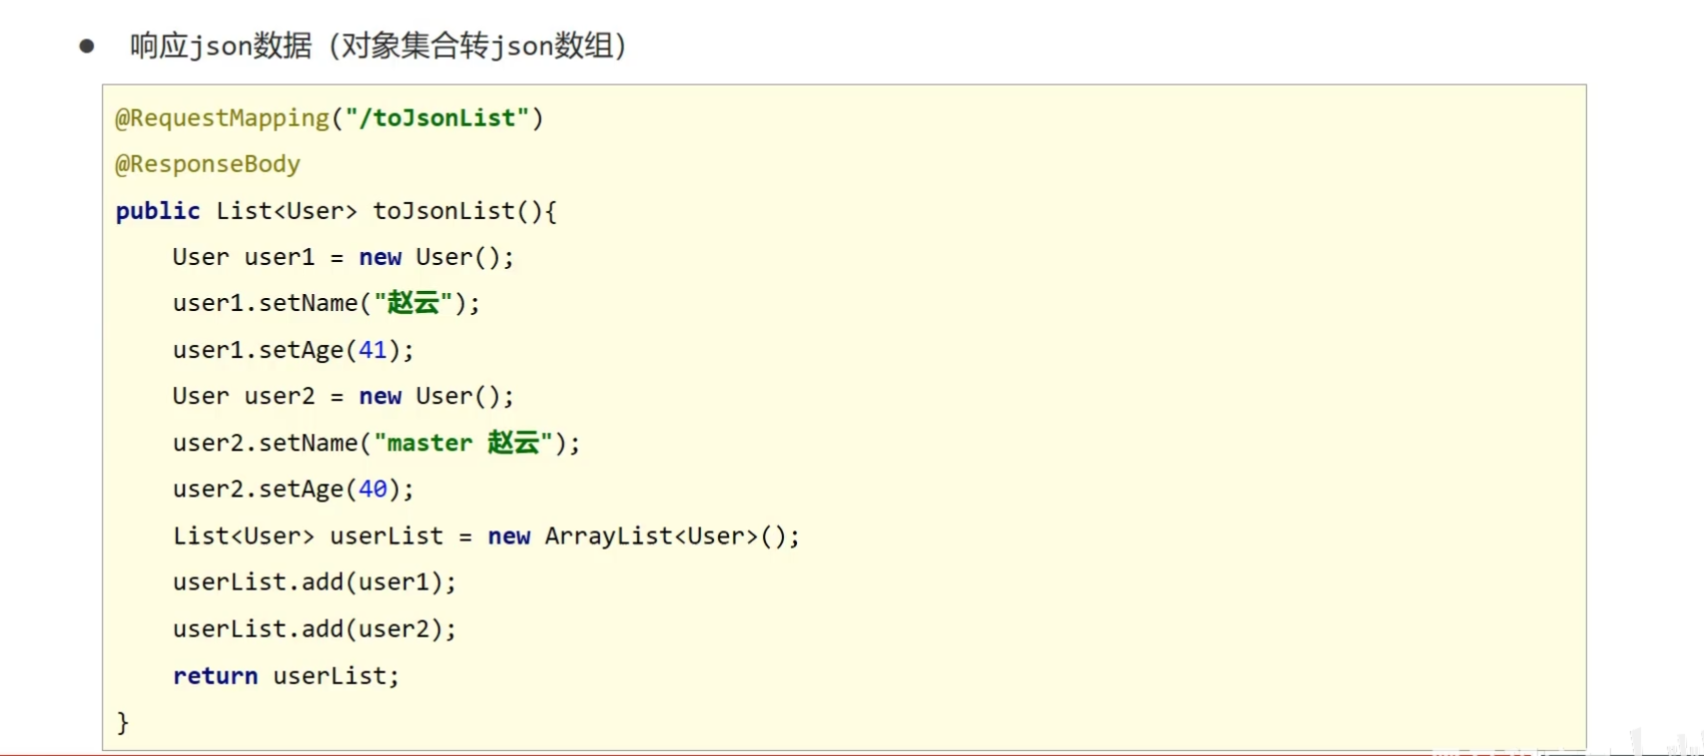 ● 响应json数据（对象集合转json数组）
@RequestMapping("/toJsonList")
@ResponseBody
public List<User> toJsonList(){
    User user1 = new User();
    user1.setName("赵云");
    user1.setAge(41);
    User user2 = new User();
    user2.setName("master 赵云");
    user2.setAge(40);
    List<User> userList = new ArrayList<User>();
    userList.add(user1);
    userList.add(user2);
    return userList;
}